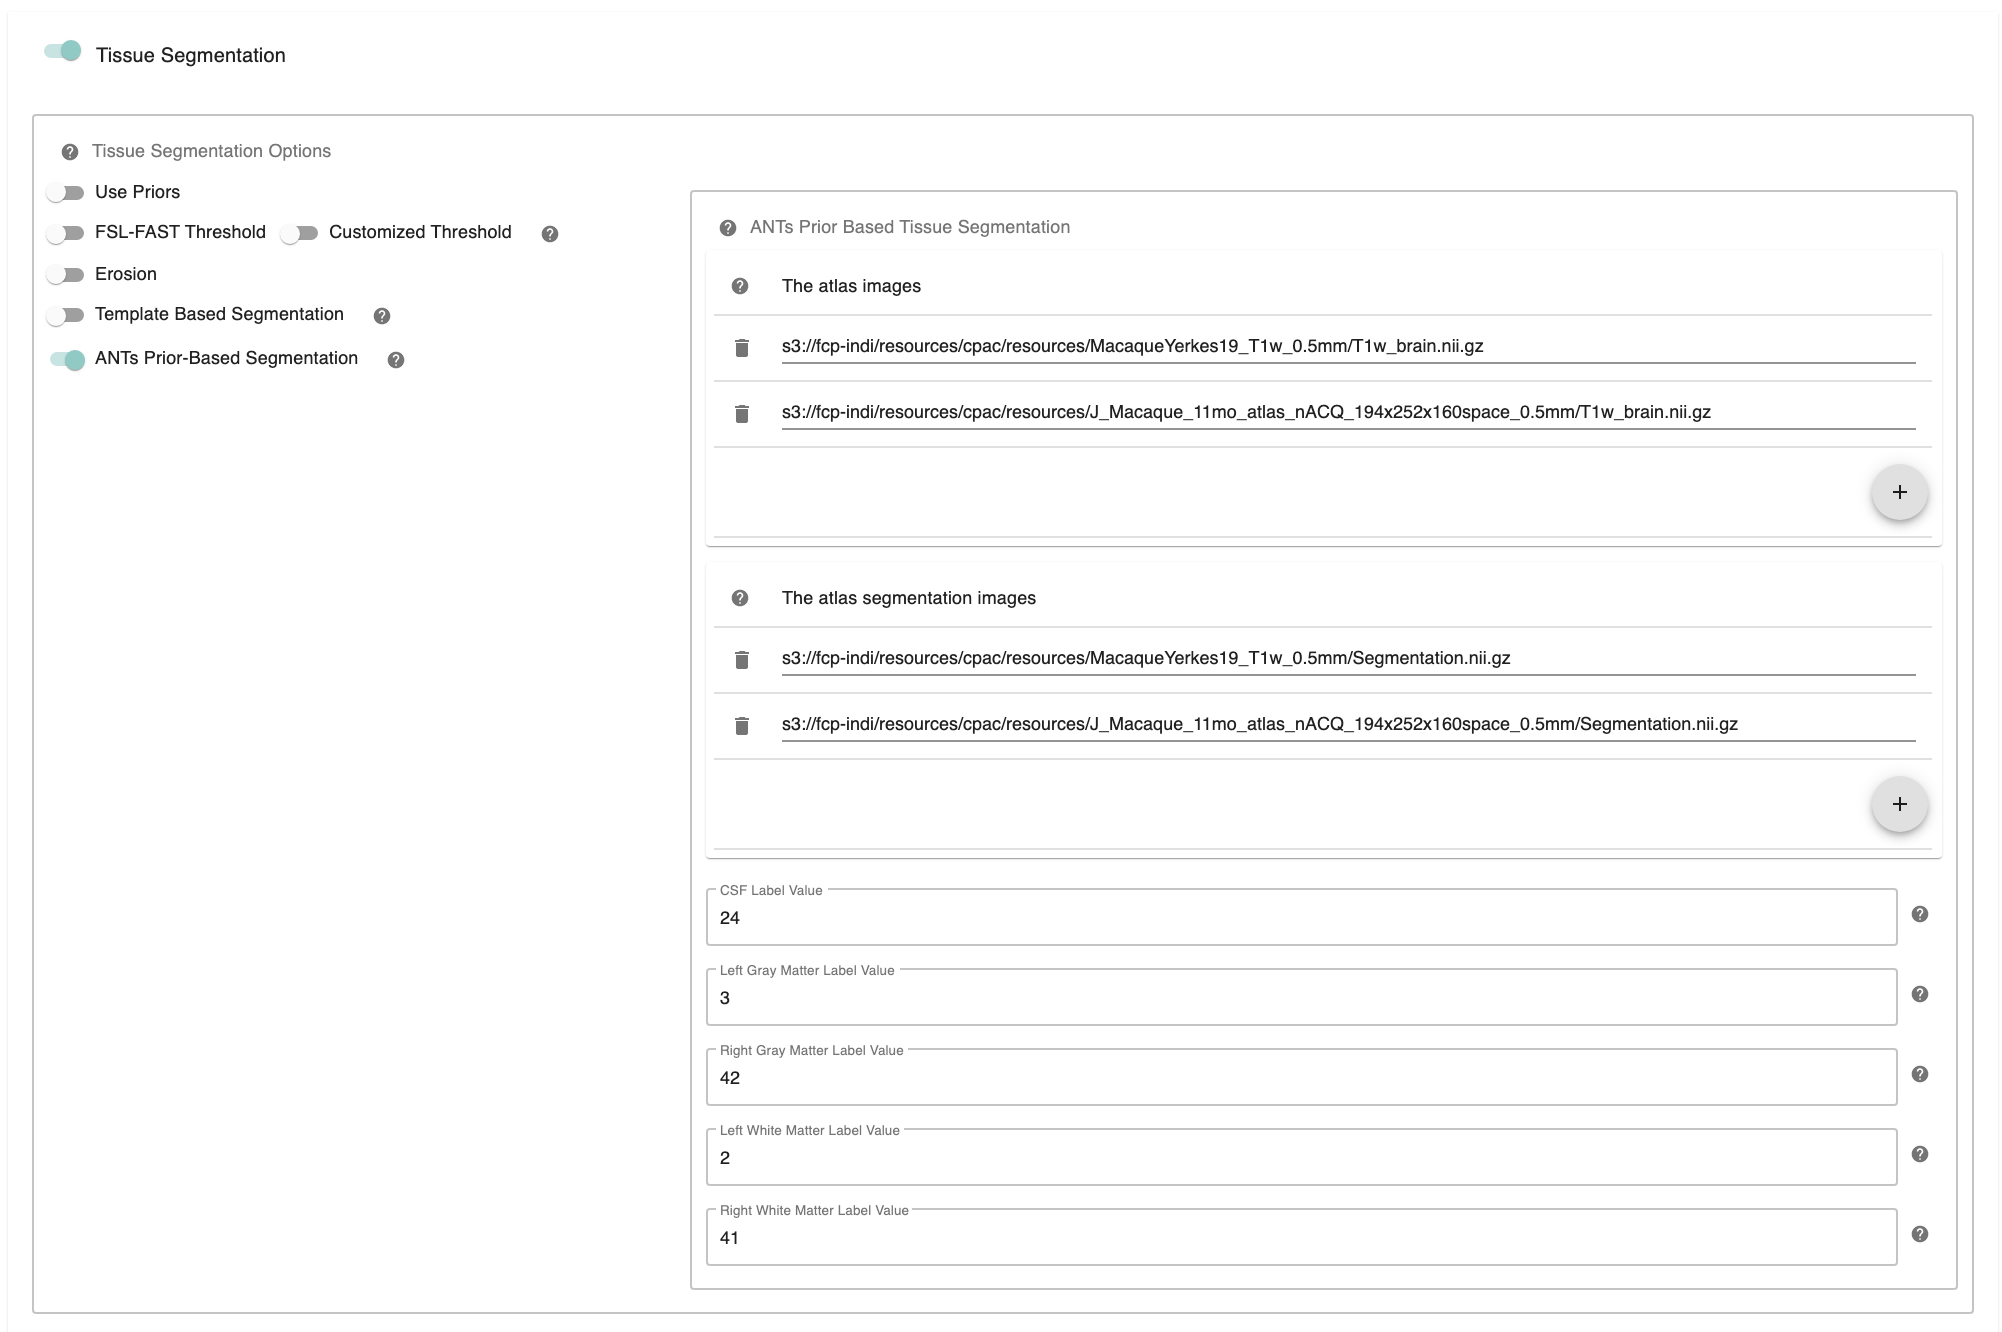 Tissue Segmentation
Tissue Segmentation Options
Use Priors
FSL-FAST Threshold Customized Threshold
Erosion
Template Based Segmentation
ANTs Prior-Based Segmentation
ANTs Prior Based Tissue Segmentation
The atlas images
s3://fcp-indi/resources/cpac/resources/MacaqueYerkes19_T1w_0.5mm/T1w_brain.nii.gz
s3://fcp-indi/resources/cpac/resources/J_Macaque_11mo_atlas_nACQ_194x252x160space_0.5mm/T1w_brain.nii.gz
+
The atlas segmentation images
s3://fcp-indi/resources/cpac/resources/MacaqueYerkes19_T1w_0.5mm/Segmentation.nii.gz
s3://fcp-indi/resources/cpac/resources/J_Macaque_11mo_atlas_nACQ_194x252x160space_0.5mm/Segmentation.nii.gz
+
CSF Label Value
24
Left Gray Matter Label Value
3
Right Gray Matter Label Value
42
Left White Matter Label Value
2
Right White Matter Label Value
41